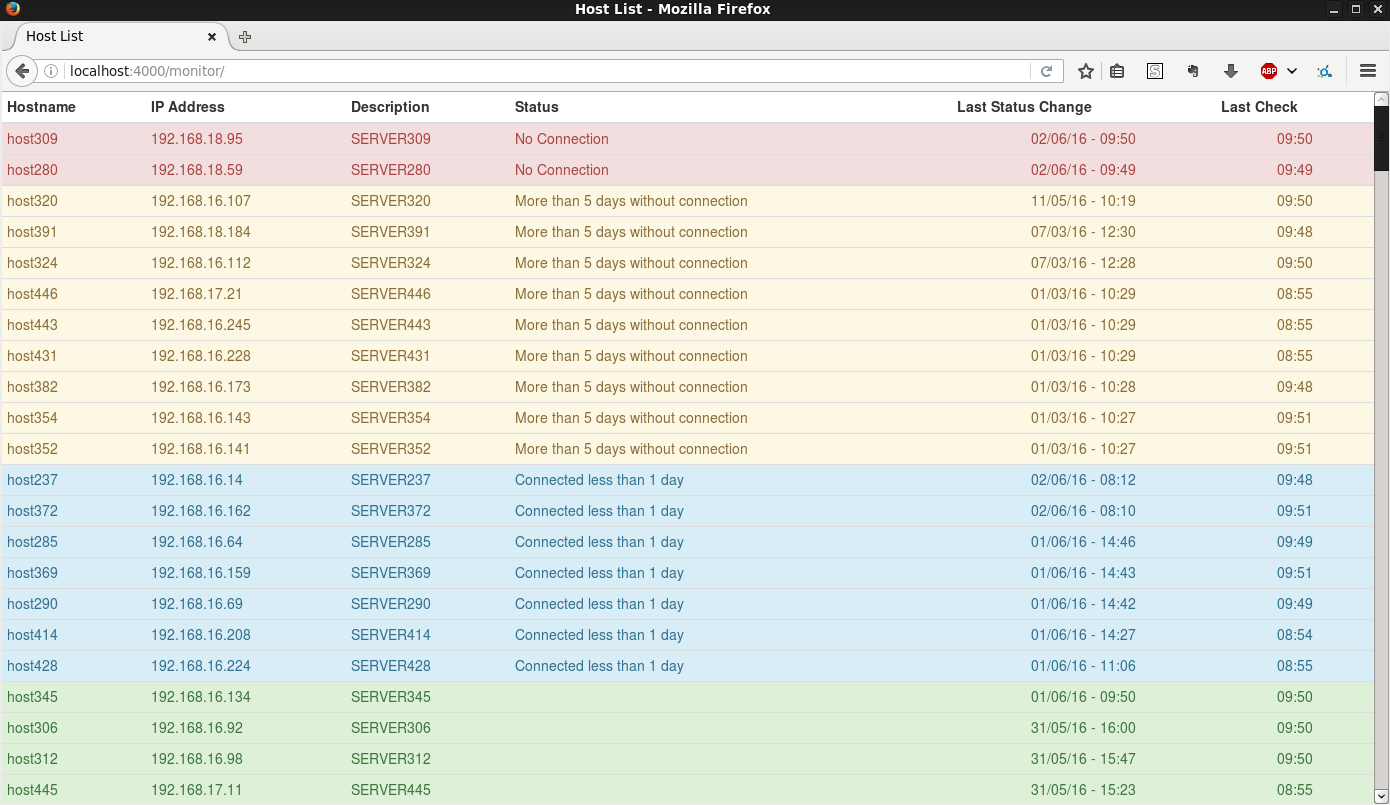 Host List - Mozilla Firefox
Host List
localhost:4000/monitor/
S
ABP
Hostname IP Address Description Status Last Status Change Last Check
host309 192.168.18.95 SERVER309 No Connection 02/06/16 - 09:50 09:50
host280 192.168.18.59 SERVER280 No Connection 02/06/16 - 09:49 09:49
host320 192.168.16.107 SERVER320 More than 5 days without connection 11/05/16 - 10:19 09:50
host391 192.168.18.184 SERVER391 More than 5 days without connection 07/03/16 - 12:30 09:48
host324 192.168.16.112 SERVER324 More than 5 days without connection 07/03/16 - 12:28 09:50
host446 192.168.17.21 SERVER446 More than 5 days without connection 01/03/16 - 10:29 08:55
host443 192.168.16.245 SERVER443 More than 5 days without connection 01/03/16 - 10:29 08:55
host431 192.168.16.228 SERVER431 More than 5 days without connection 01/03/16 - 10:29 08:55
host382 192.168.16.173 SERVER382 More than 5 days without connection 01/03/16 - 10:28 09:48
host354 192.168.16.143 SERVER354 More than 5 days without connection 01/03/16 - 10:27 09:51
host352 192.168.16.141 SERVER352 More than 5 days without connection 01/03/16 - 10:27 09:51
host237 192.168.16.14 SERVER237 Connected less than 1 day 02/06/16 - 08:12 09:48
host372 192.168.16.162 SERVER372 Connected less than 1 day 02/06/16 - 08:10 09:51
host285 192.168.16.64 SERVER285 Connected less than 1 day 01/06/16 - 14:46 09:49
host369 192.168.16.159 SERVER369 Connected less than 1 day 01/06/16 - 14:43 09:51
host290 192.168.16.69 SERVER290 Connected less than 1 day 01/06/16 - 14:42 09:49
host414 192.168.16.208 SERVER414 Connected less than 1 day 01/06/16 - 14:27 08:54
host428 192.168.16.224 SERVER428 Connected less than 1 day 01/06/16 - 11:06 08:55
host345 192.168.16.134 SERVER345 01/06/16 - 09:50 09:50
host306 192.168.16.92 SERVER306 31/05/16 - 16:00 09:50
host312 192.168.16.98 SERVER312 31/05/16 - 15:47 09:50
host445 192.168.17.11 SERVER445 31/05/16 - 15:23 08:55